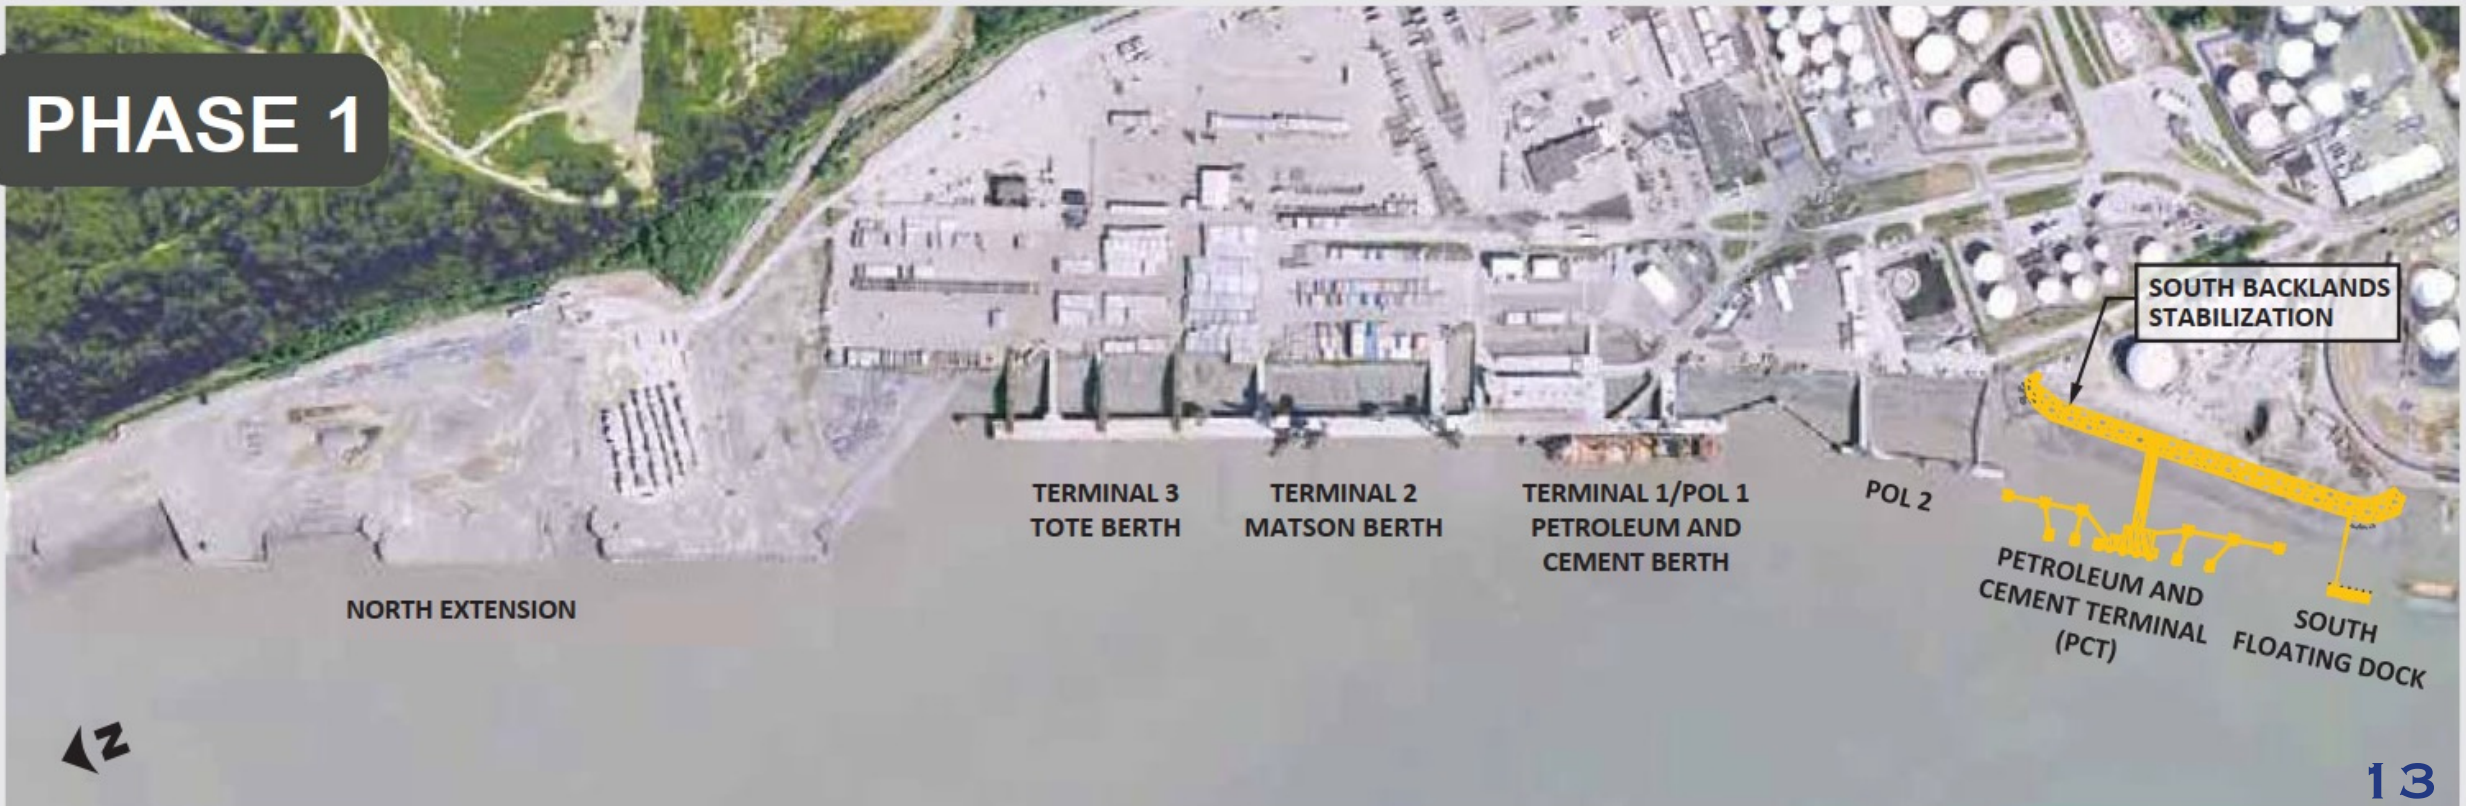 PHASE 1
SOUTH BACKLANDS
STABILIZATION
TERMINAL 3
TOTE BERTH
TERMINAL 2
MATSON BERTH
TERMINAL 1/POL 1
PETROLEUM AND
CEMENT BERTH
POL 2
PETROLEUM AND
CEMENT TERMINAL
(PCT)
SOUTH
FLOATING DOCK
NORTH EXTENSION
N
13